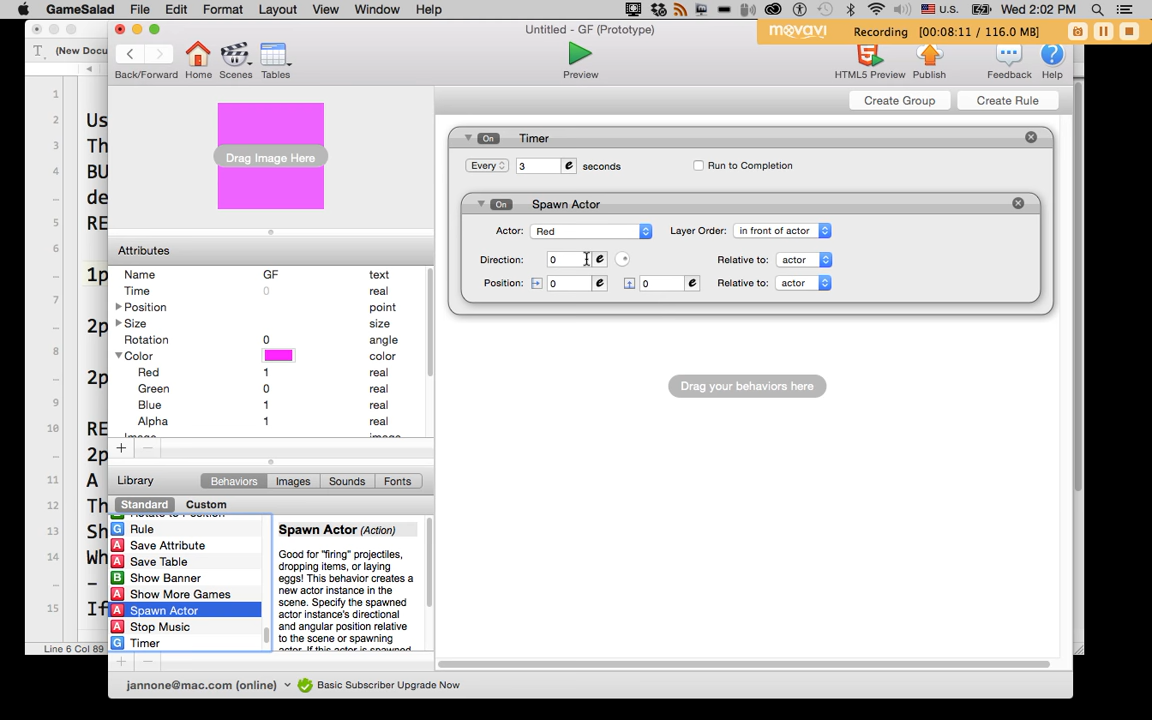 GameSalad File Edit Format Layout View Window Help U.S. Wed 2:02 PM
Untitled - GF (Prototype)
movavi Recording [00:08:11 / 116.0 MB]
T (New Docu
Back/Forward Home Scenes Tables Preview HTML5 Preview Publish Feedback Help
Create Group Create Rule
Drag Image Here
On Timer
Every 3 e seconds Run to Completion
On Spawn Actor
Actor: Red Layer Order: in front of actor
Direction: 0 e Relative to: actor
Position: 0 e 0 e Relative to: actor
Drag your behaviors here
Attributes
Name GF text
Time 0 real
Position point
Size size
Rotation 0 angle
Color color
Red 1 real
Green 0 real
Blue 1 real
Alpha 1 real
Library Behaviors Images Sounds Fonts
Standard Custom
Rotate to Position
G Rule
A Save Attribute
A Save Table
B Show Banner
A Show More Games
A Spawn Actor
A Stop Music
G Timer
Spawn Actor (Action)
Good for "firing" projectiles,
dropping items, or laying
eggs! This behavior creates a
new actor instance in the
scene. Specify the spawned
actor instance's directional
and angular position relative
to the scene or spawning
actor. If this actor is spawned
jannone@mac.com (online) Basic Subscriber Upgrade Now
1
2 Us
3 Th
4 BU
de
5 RE
6 1p
7
2p
8
2p
9
10 RE
2p
11 A
12 Th
13 Sh
14 Wh
–
15 If
Line 6 Col 89